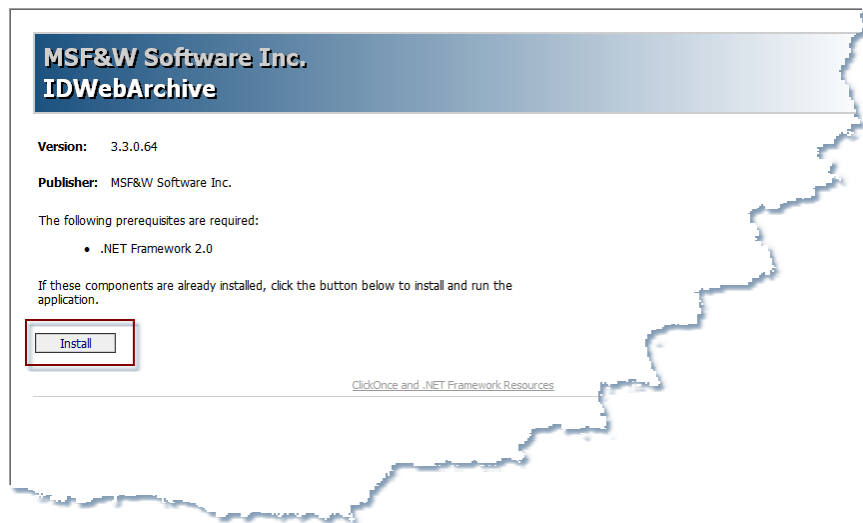 MSF&W Software Inc.
IDWebArchive
Version: 3.3.0.64
Publisher: MSF&W Software Inc.
The following prerequisites are required:
• .NET Framework 2.0
If these components are already installed, click the button below to install and run the
application.
Install
ClickOnce and .NET Framework Resources